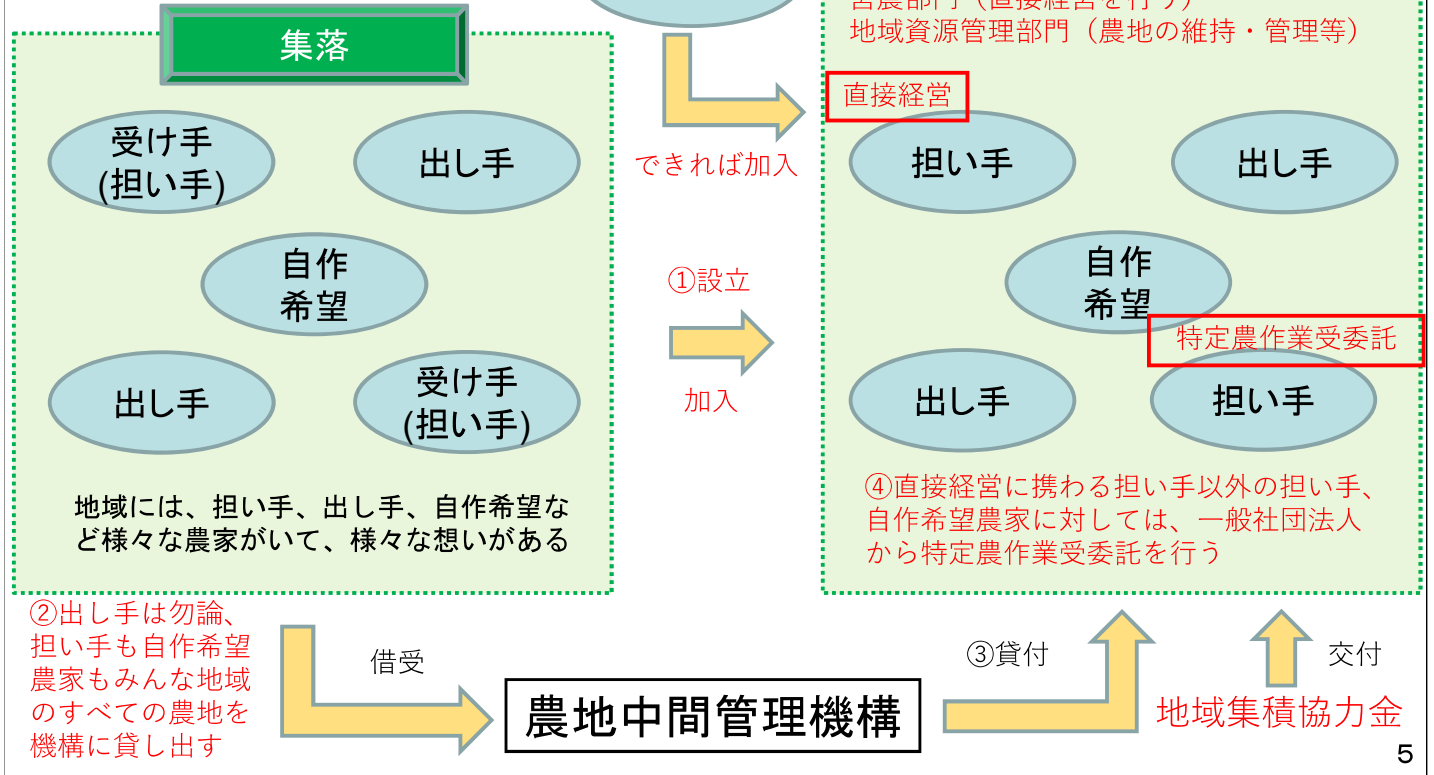 営農部門（直接経営を行う）
地域資源管理部門（農地の維持・管理等）
集落
受け手
(担い手)
出し手
自作
希望
出し手
受け手
(担い手)
地域には、担い手、出し手、自作希望な
ど様々な農家がいて、様々な想いがある
できれば加入
①設立
加入
直接経営
担い手
出し手
自作
希望
特定農作業受委託
出し手
担い手
④直接経営に携わる担い手以外の担い手、
自作希望農家に対しては、一般社団法人
から特定農作業受委託を行う
②出し手は勿論、
担い手も自作希望
農家もみんな地域
のすべての農地を
機構に貸し出す
借受
農地中間管理機構
③貸付
交付
地域集積協力金
5